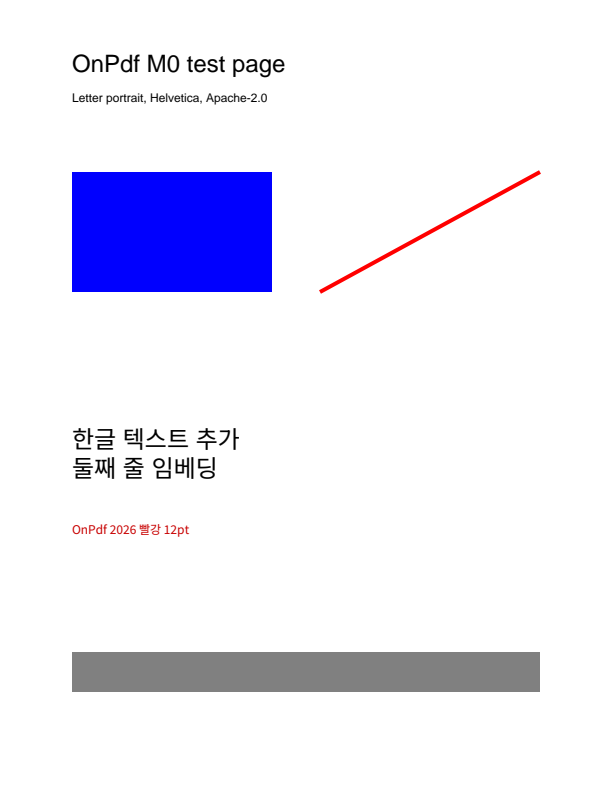 OnPdf M0 test page
Letter portrait, Helvetica, Apache-2.0
한글 텍스트 추가
둘째 줄 임베딩
OnPdf 2026 빨강 12pt